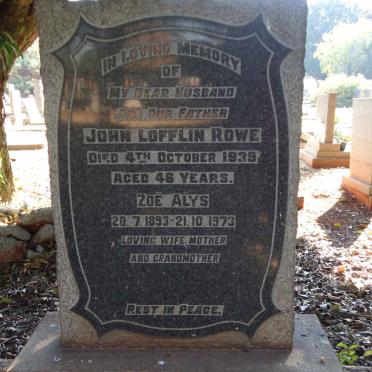 IN LOVING MEMORY
OF
MY DEAR HUSBAND
AND OUR FATHER
JOHN LOFFLIN ROWE
DIED 4TH OCTOBER 1939
AGED 46 YEARS.
ZOE ALYS
20.7.1893-21.10.1973
LOVING WIFE, MOTHER
AND GRANDMOTHER
REST IN PEACE.